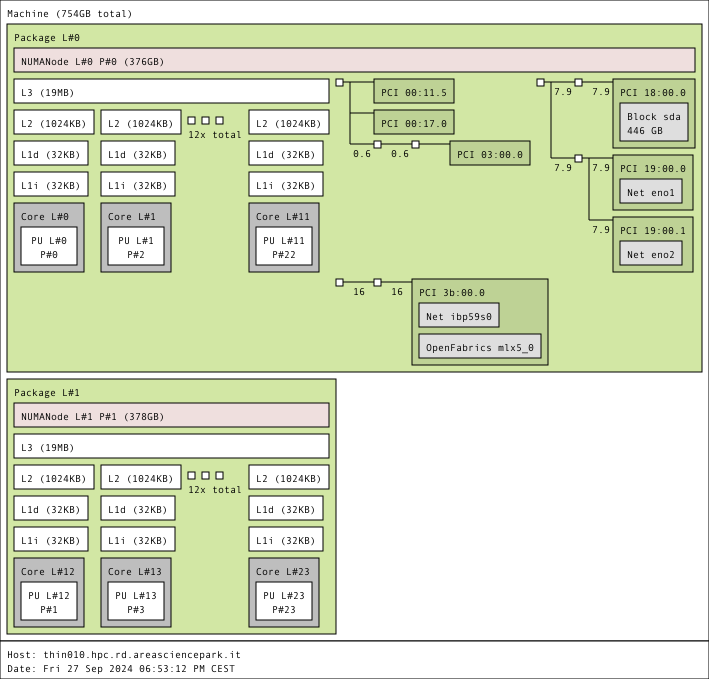 Machine (754GB total)
Package L#0
NUMANode L#0 P#0 (376GB)
L3 (19MB)
L2 (1024KB)
L2 (1024KB)
12x total
L2 (1024KB)
L1d (32KB)
L1d (32KB)
L1d (32KB)
L1i (32KB)
L1i (32KB)
L1i (32KB)
Core L#0
PU L#0
P#0
Core L#1
PU L#1
P#2
Core L#11
PU L#11
P#22
PCI 00:11.5
PCI 00:17.0
0.6
0.6
PCI 03:00.0
7.9
7.9
PCI 18:00.0
Block sda
446 GB
7.9
7.9
PCI 19:00.0
Net eno1
7.9
PCI 19:00.1
Net eno2
16
16
PCI 3b:00.0
Net ibp59s0
OpenFabrics mlx5_0
Package L#1
NUMANode L#1 P#1 (378GB)
L3 (19MB)
L2 (1024KB)
L2 (1024KB)
12x total
L2 (1024KB)
L1d (32KB)
L1d (32KB)
L1d (32KB)
L1i (32KB)
L1i (32KB)
L1i (32KB)
Core L#12
PU L#12
P#1
Core L#13
PU L#13
P#3
Core L#23
PU L#23
P#23
Host: thin010.hpc.rd.areasciencepark.it
Date: Fri 27 Sep 2024 06:53:12 PM CEST